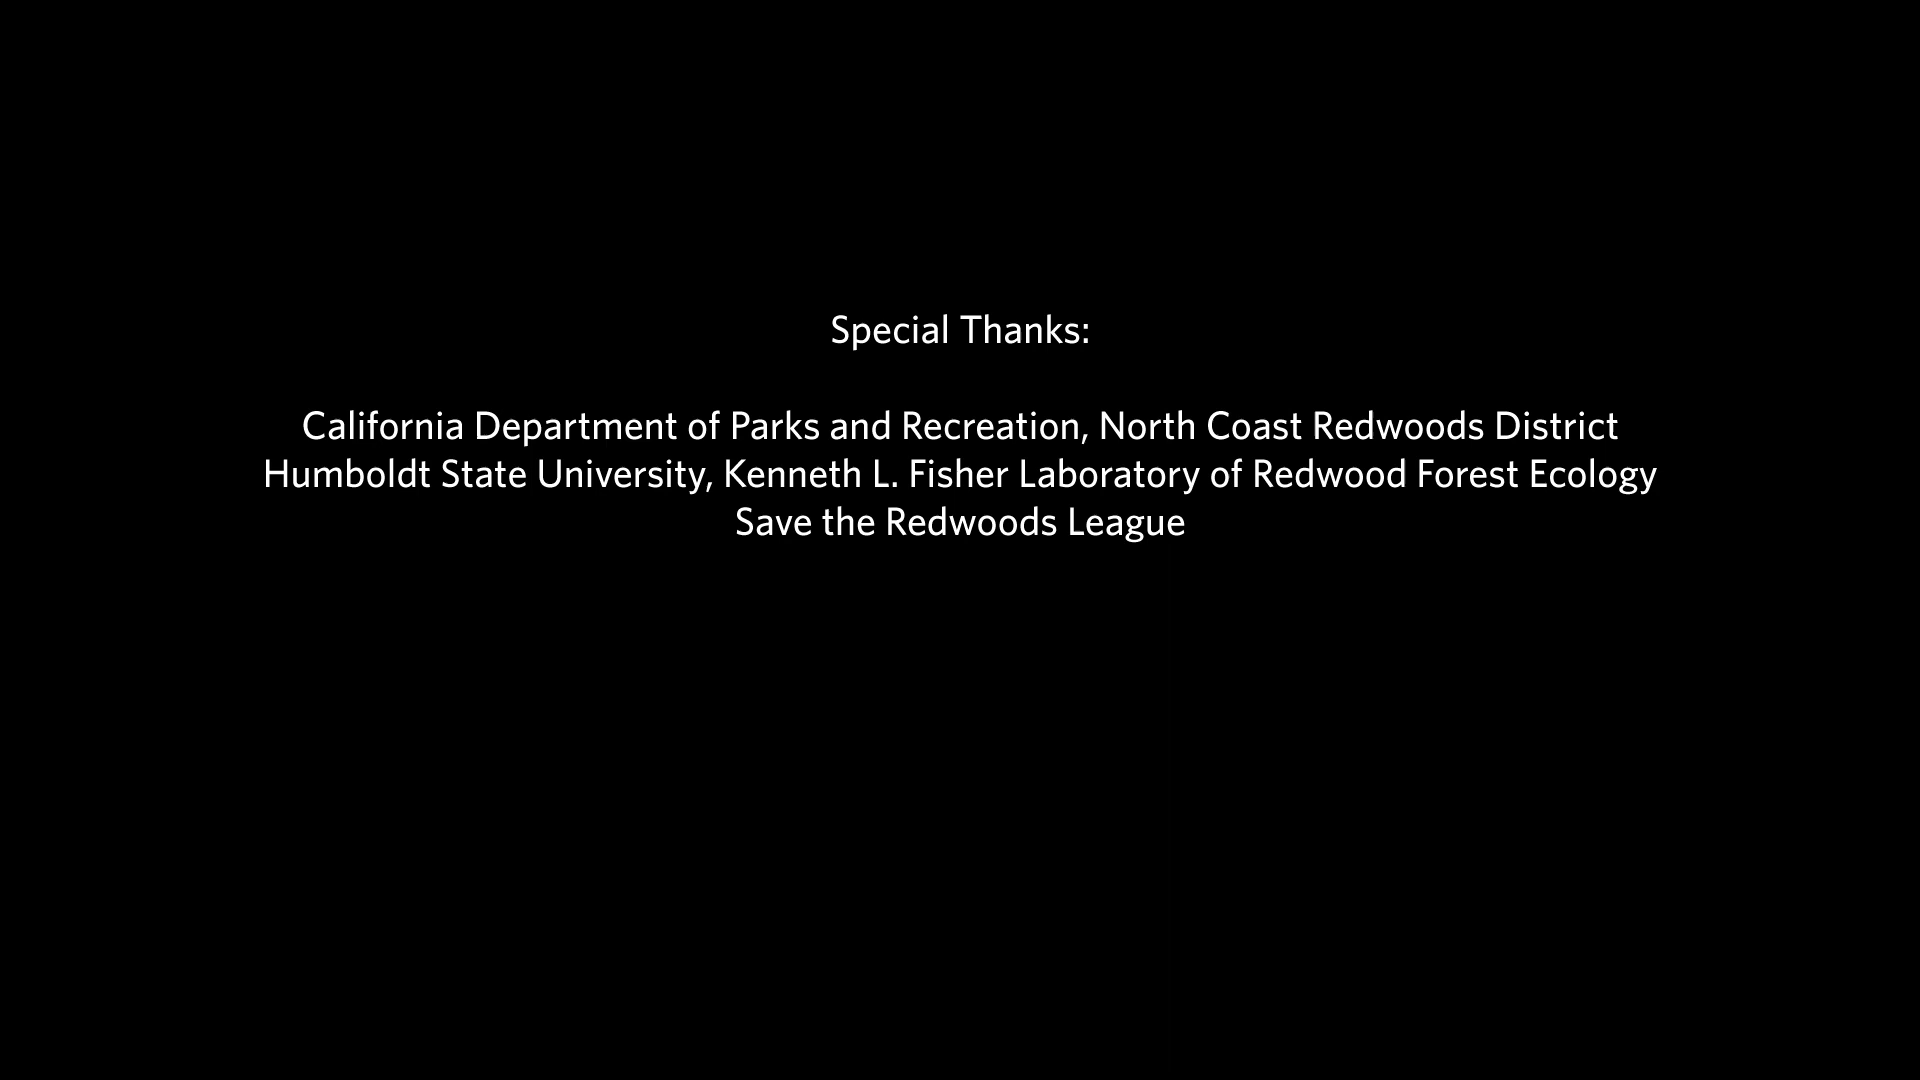 Special Thanks:
California Department of Parks and Recreation, North Coast Redwoods District
Humboldt State University, Kenneth L. Fisher Laboratory of Redwood Forest Ecology
Save the Redwoods League